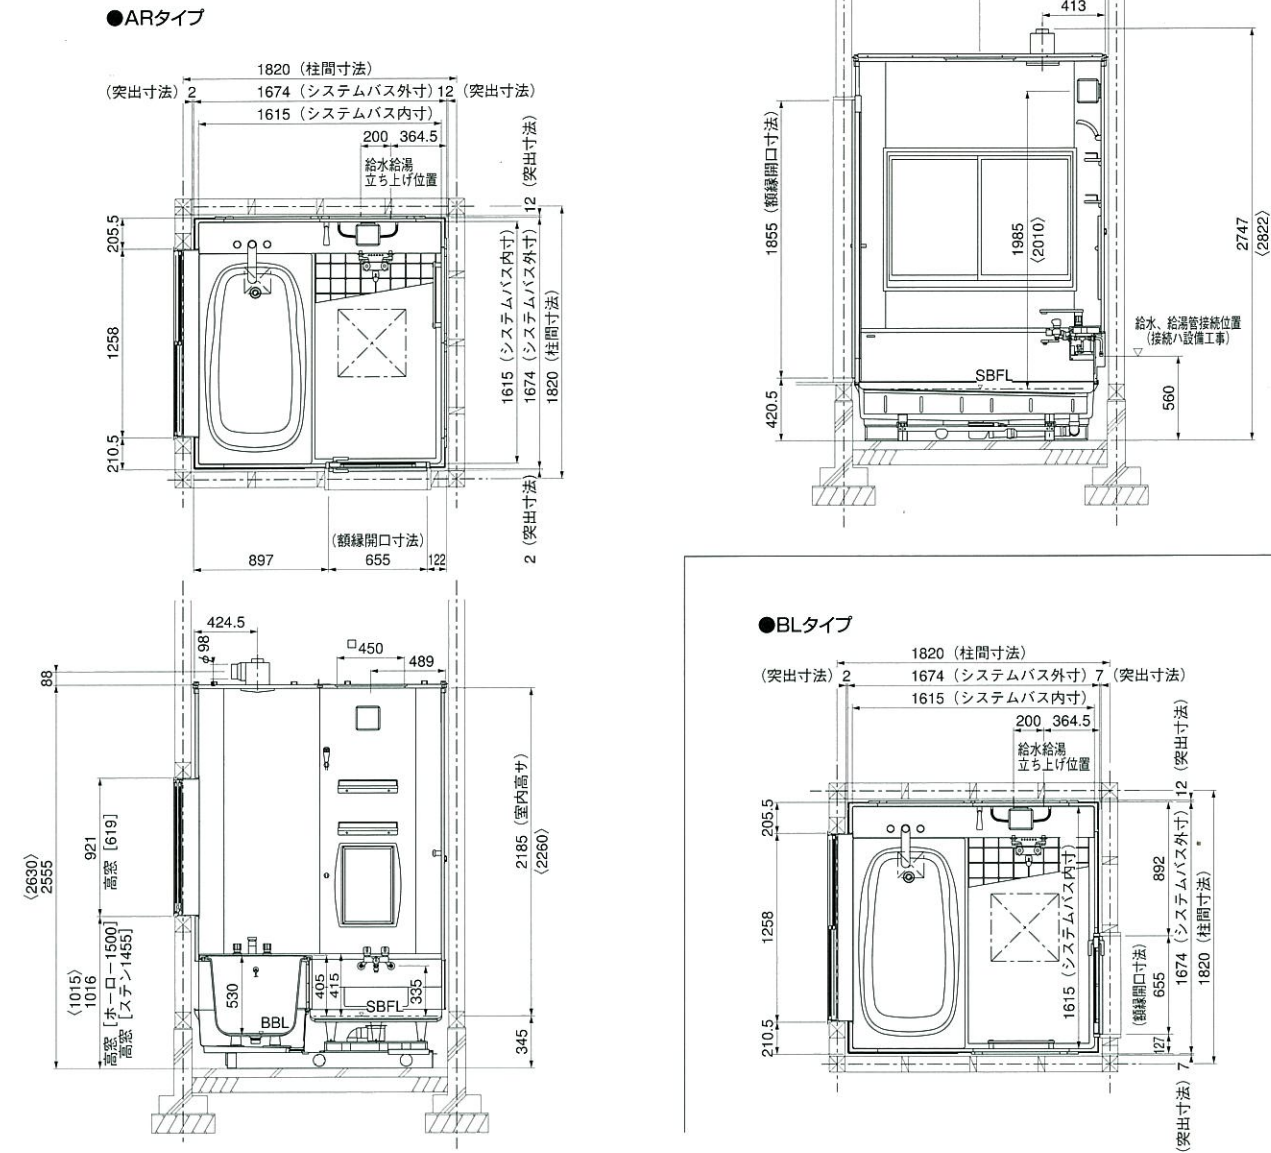 ●ARタイプ
1820（柱間寸法）
（突出寸法）2
1674（システムバス外寸）12（突出寸法）
1615（システムバス内寸）
200
364.5
給水給湯
立ち上げ位置
12（突出寸法）
205.5
1258
210.5
1615（システムバス内寸）
1674（システムバス外寸）
1820（柱間寸法）
2（突出寸法）
（額縁開口寸法）
897
655
122
413
1855（額縁開口寸法）
420.5
1985
〈2010〉
SBFL
給水、給湯管接続位置
（接続ハ設備工事）
560
2747
〈2822〉
424.5
φ98
□450
489
88
〈2630〉
2555
921
高窓［619］
〈1015〉
1016
高窓［ホーロー1500］
高窓［ステン1455］
530
BBL
405
415
335
SBFL
2185（室内高サ）
〈2260〉
345
●BLタイプ
1820（柱間寸法）
（突出寸法）2
1674（システムバス外寸）7（突出寸法）
1615（システムバス内寸）
200
364.5
給水給湯
立ち上げ位置
12（突出寸法）
205.5
1258
210.5
1615（システムバス内寸）
892
（額縁開口寸法）
655
127
1674（システムバス外寸）
1820（柱間寸法）
（突出寸法）7